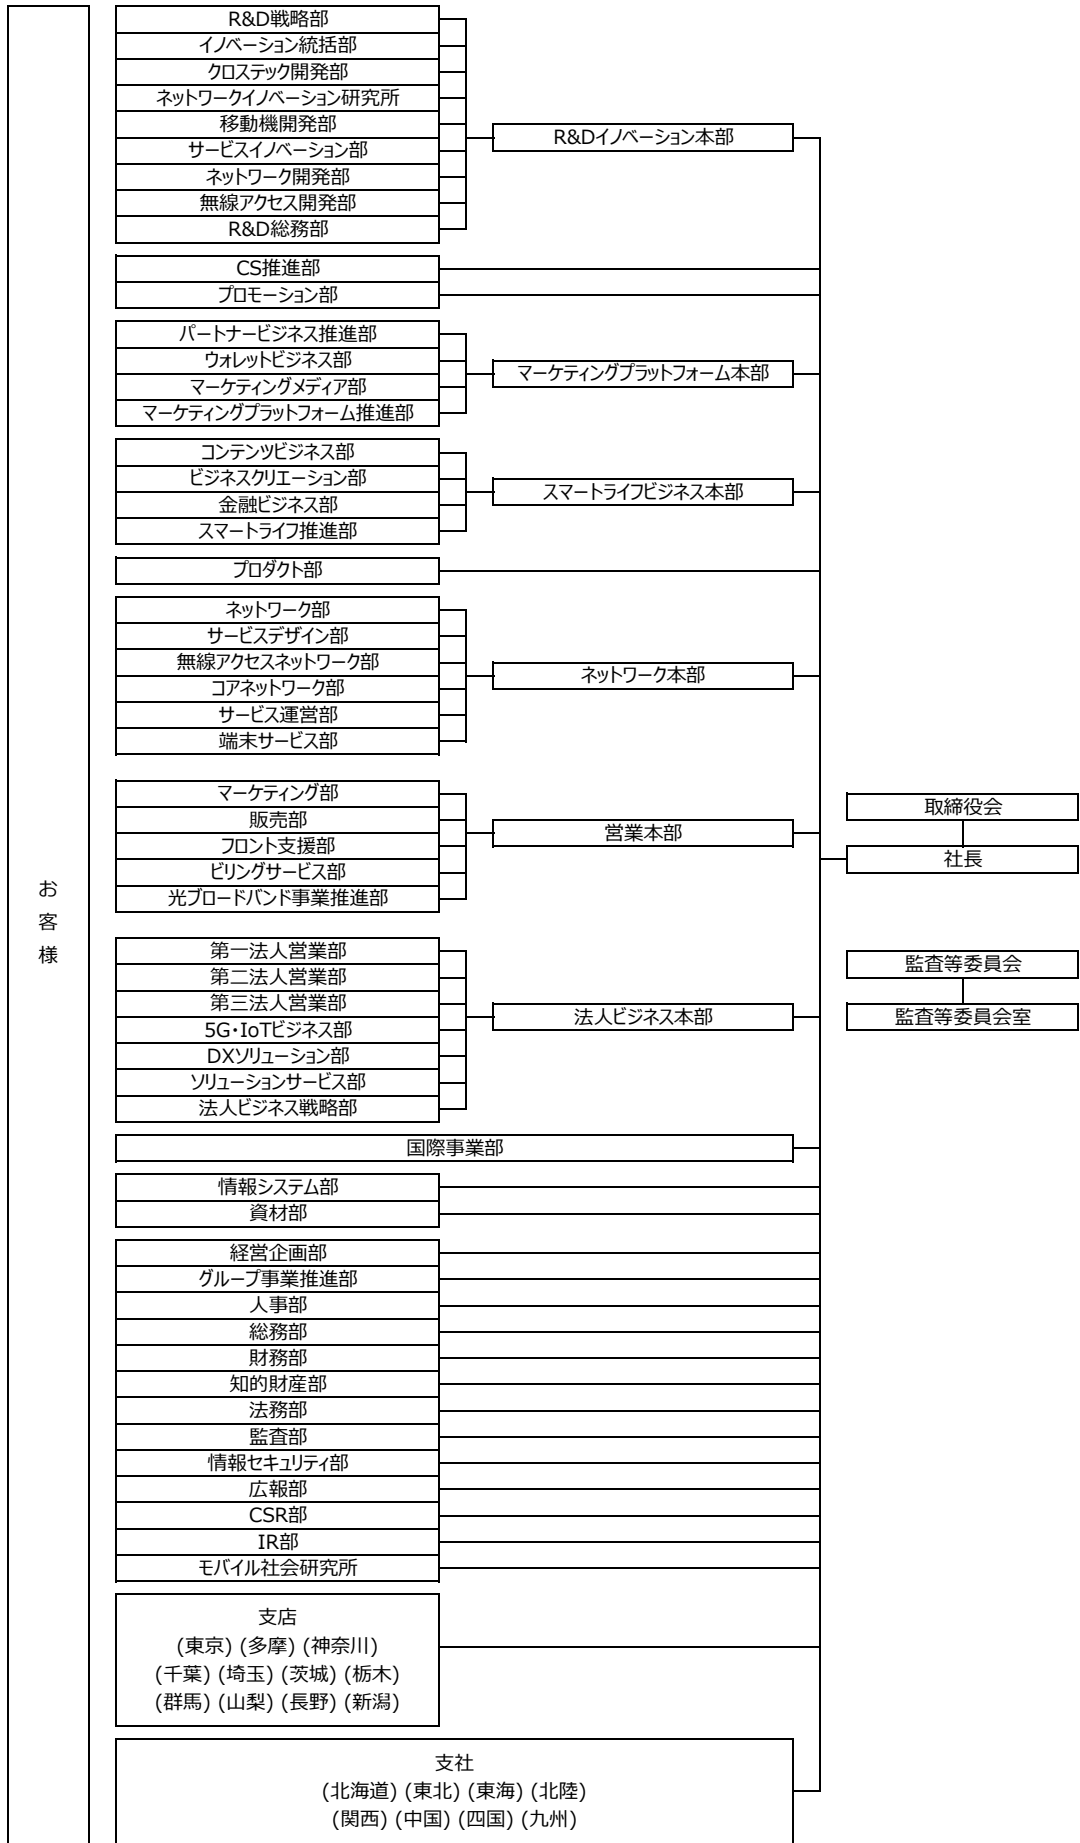 お
客
様
R&D戦略部
イノベーション統括部
クロステック開発部
ネットワークイノベーション研究所
移動機開発部
サービスイノベーション部
ネットワーク開発部
無線アクセス開発部
R&D総務部
R&Dイノベーション本部
CS推進部
プロモーション部
パートナービジネス推進部
ウォレットビジネス部
マーケティングメディア部
マーケティングプラットフォーム推進部
マーケティングプラットフォーム本部
コンテンツビジネス部
ビジネスクリエーション部
金融ビジネス部
スマートライフ推進部
スマートライフビジネス本部
プロダクト部
ネットワーク部
サービスデザイン部
無線アクセスネットワーク部
コアネットワーク部
サービス運営部
端末サービス部
ネットワーク本部
マーケティング部
販売部
フロント支援部
ビリングサービス部
光ブロードバンド事業推進部
営業本部
取締役会
社長
第一法人営業部
第二法人営業部
第三法人営業部
5G・IoTビジネス部
DXソリューション部
ソリューションサービス部
法人ビジネス戦略部
法人ビジネス本部
監査等委員会
監査等委員会室
国際事業部
情報システム部
資材部
経営企画部
グループ事業推進部
人事部
総務部
財務部
知的財産部
法務部
監査部
情報セキュリティ部
広報部
CSR部
IR部
モバイル社会研究所
支店
(東京) (多摩) (神奈川)
(千葉) (埼玉) (茨城) (栃木)
(群馬) (山梨) (長野) (新潟)
支社
(北海道) (東北) (東海) (北陸)
(関西) (中国) (四国) (九州)